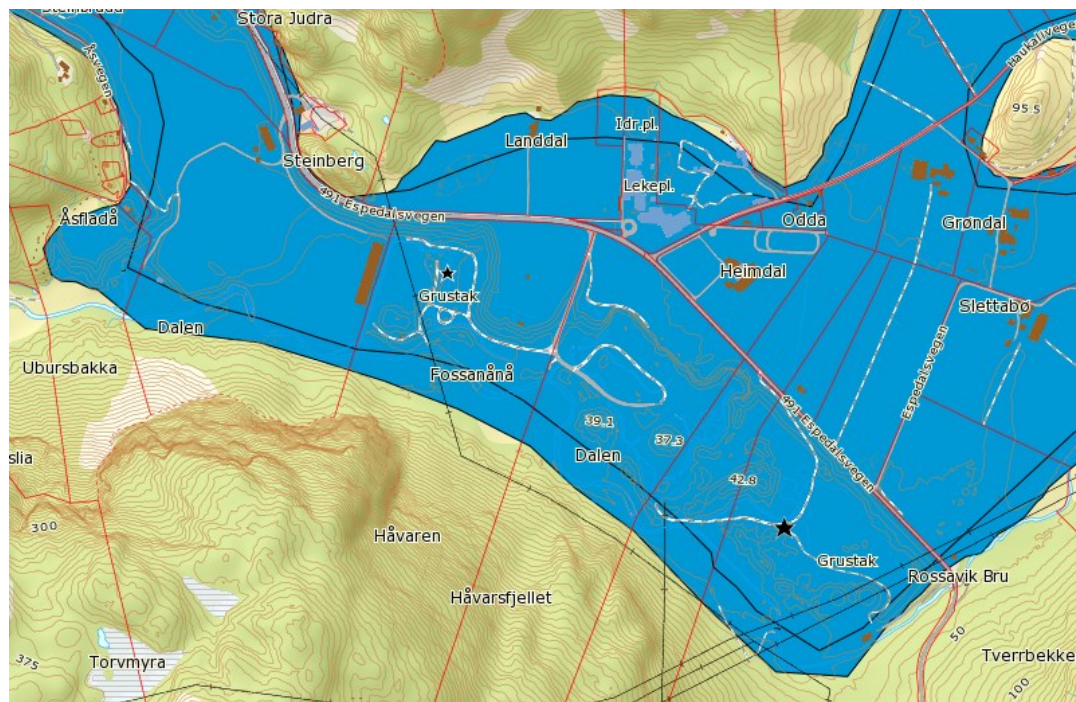 Stora Judra
Åsvegen
Haukalivegen
95.5
Idr.pl.
Landdal
Steinberg
Lekepl.
491 Espedalsvegen
Åsfladå
Odda
Grøndal
Heimdal
Grustak
Slettabø
Dalen
Ubursbakka
Fossanånå
Espedalsvegen
491 Espedalsvegen
39.1
37.3
Dalen
slia
42.8
300
Håvaren
Grustak
Rossavik Bru
Håvarsfjellet
50
Torvmyra
375
Tverrbekke
100